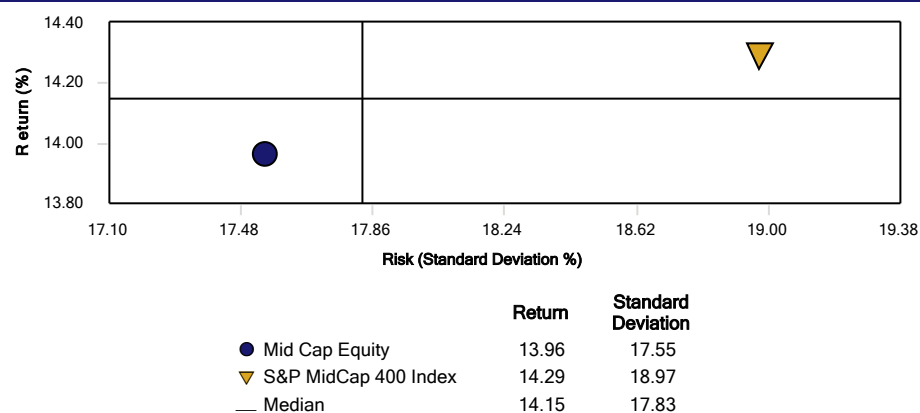 14.40
14.20
14.00
13.80
Return (%)
17.10 17.48 17.86 18.24 18.62 19.00 19.38
Risk (Standard Deviation %)
Return Standard Deviation
Mid Cap Equity 13.96 17.55
S&P MidCap 400 Index 14.29 18.97
Median 14.15 17.83